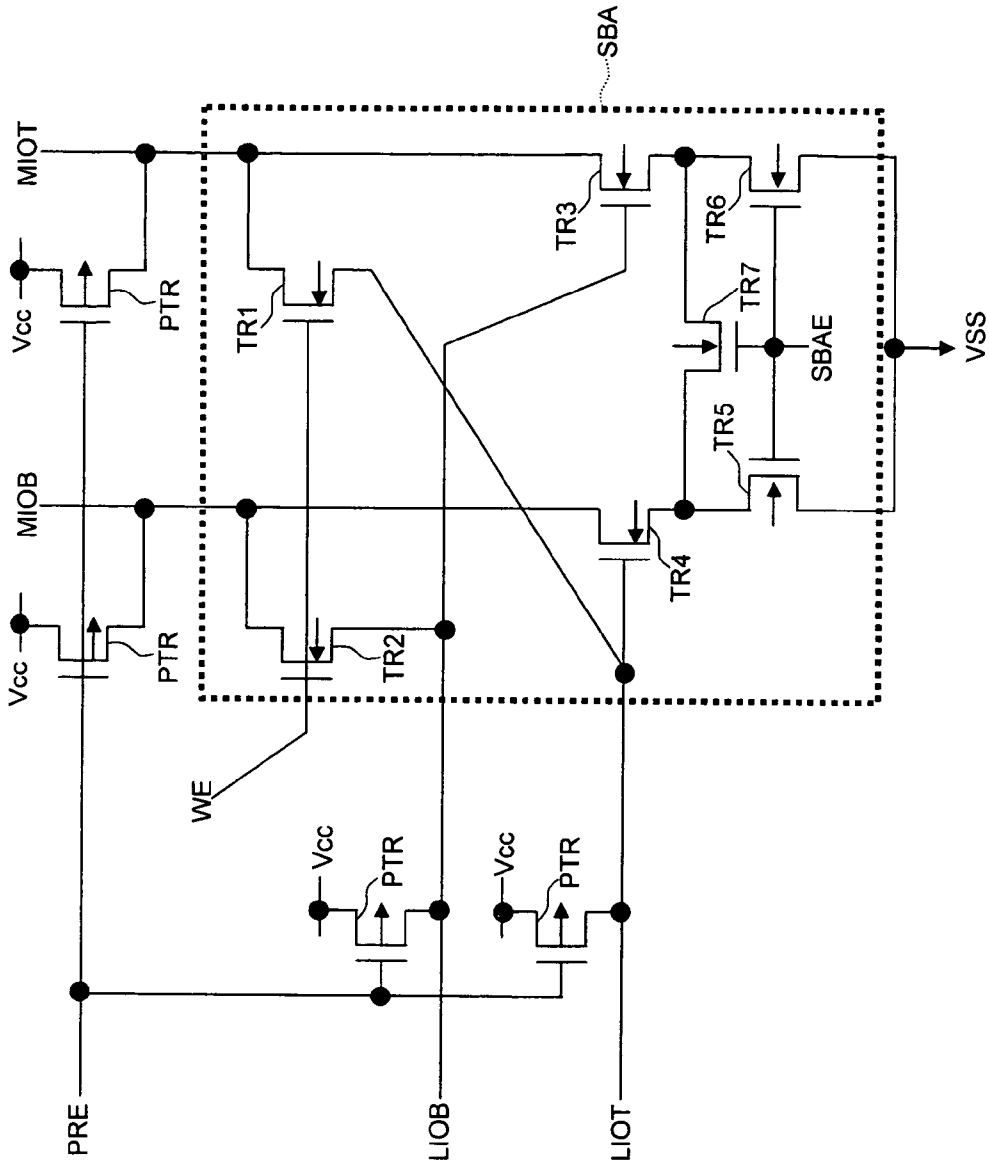 MIOT
MIOB
Vcc
Vcc
PTR
PTR
SBA
TR1
TR2
WE
TR3
TR4
TR7
TR6
TR5
SBAE
VSS
Vcc
PTR
Vcc
PTR
PRE
LIOB
LIOT